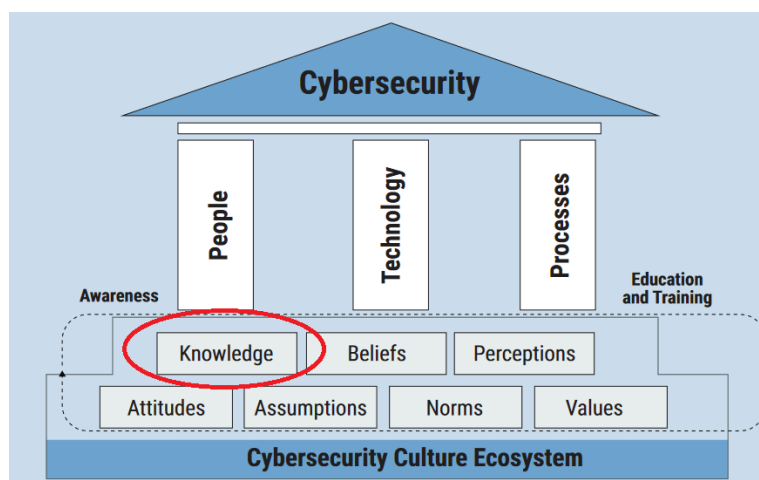 Cybersecurity
People
Technology
Processes
Awareness
Education
and Training
Knowledge
Beliefs
Perceptions
Attitudes
Assumptions
Norms
Values
Cybersecurity Culture Ecosystem